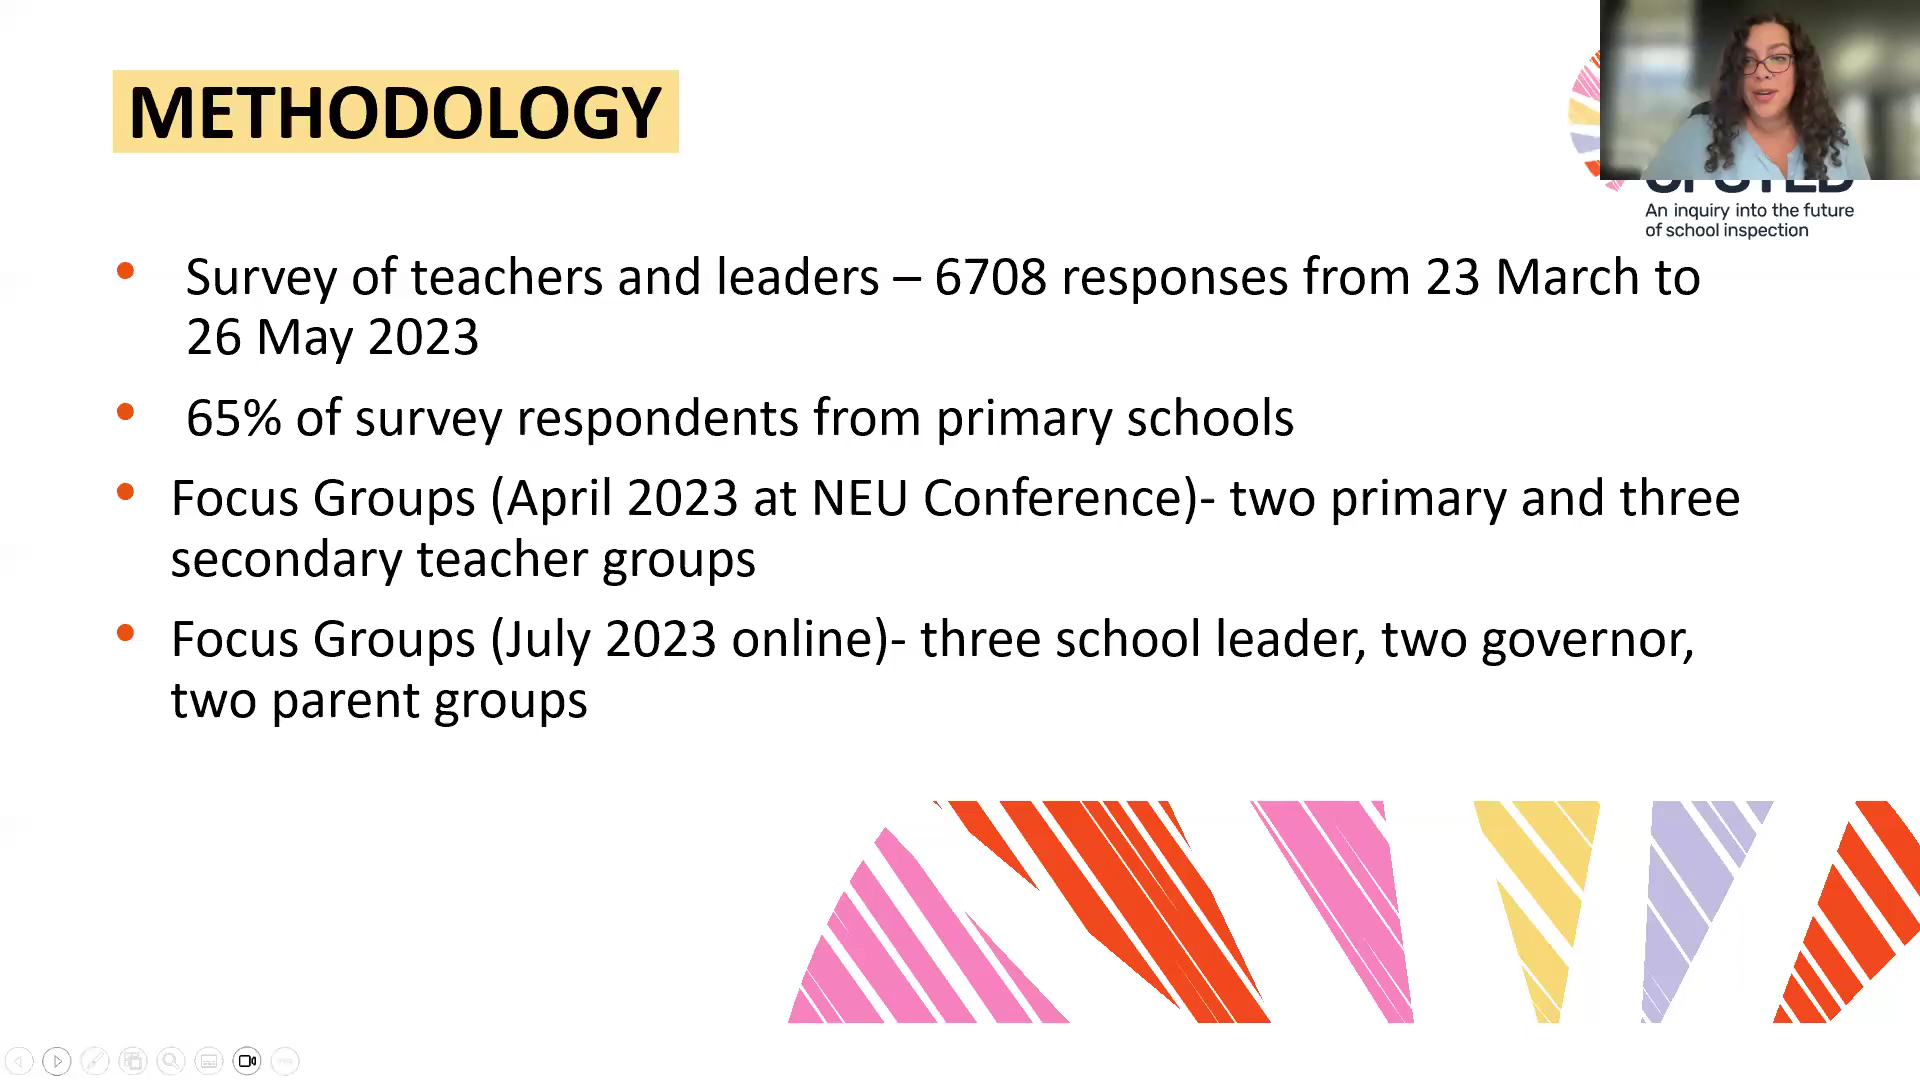 METHODOLOGY
An inquiry into the future
of school inspection
• Survey of teachers and leaders – 6708 responses from 23 March to
26 May 2023
• 65% of survey respondents from primary schools
• Focus Groups (April 2023 at NEU Conference)- two primary and three
secondary teacher groups
• Focus Groups (July 2023 online)- three school leader, two governor,
two parent groups